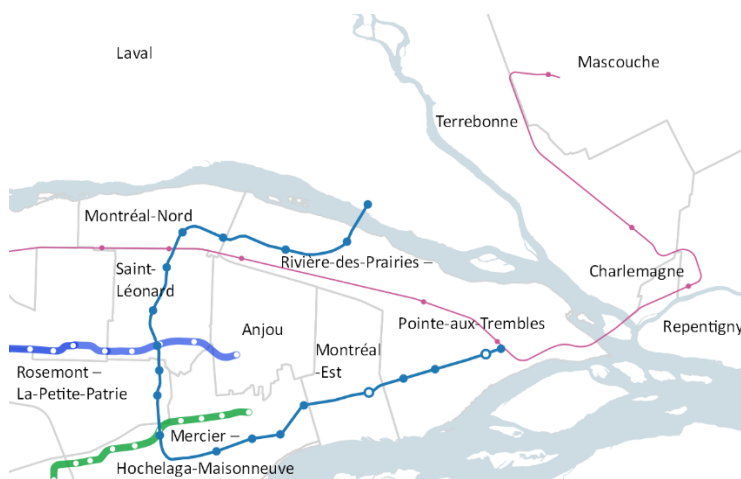 Laval
Mascouche
Terrebonne
Montréal-Nord
Rivière-des-Prairies –
Saint-
Léonard
Charlemagne
Pointe-aux-Trembles
Repentigny
Anjou
Montréal
-Est
Rosemont –
La-Petite-Patrie
Mercier –
Hochelaga-Maisonneuve